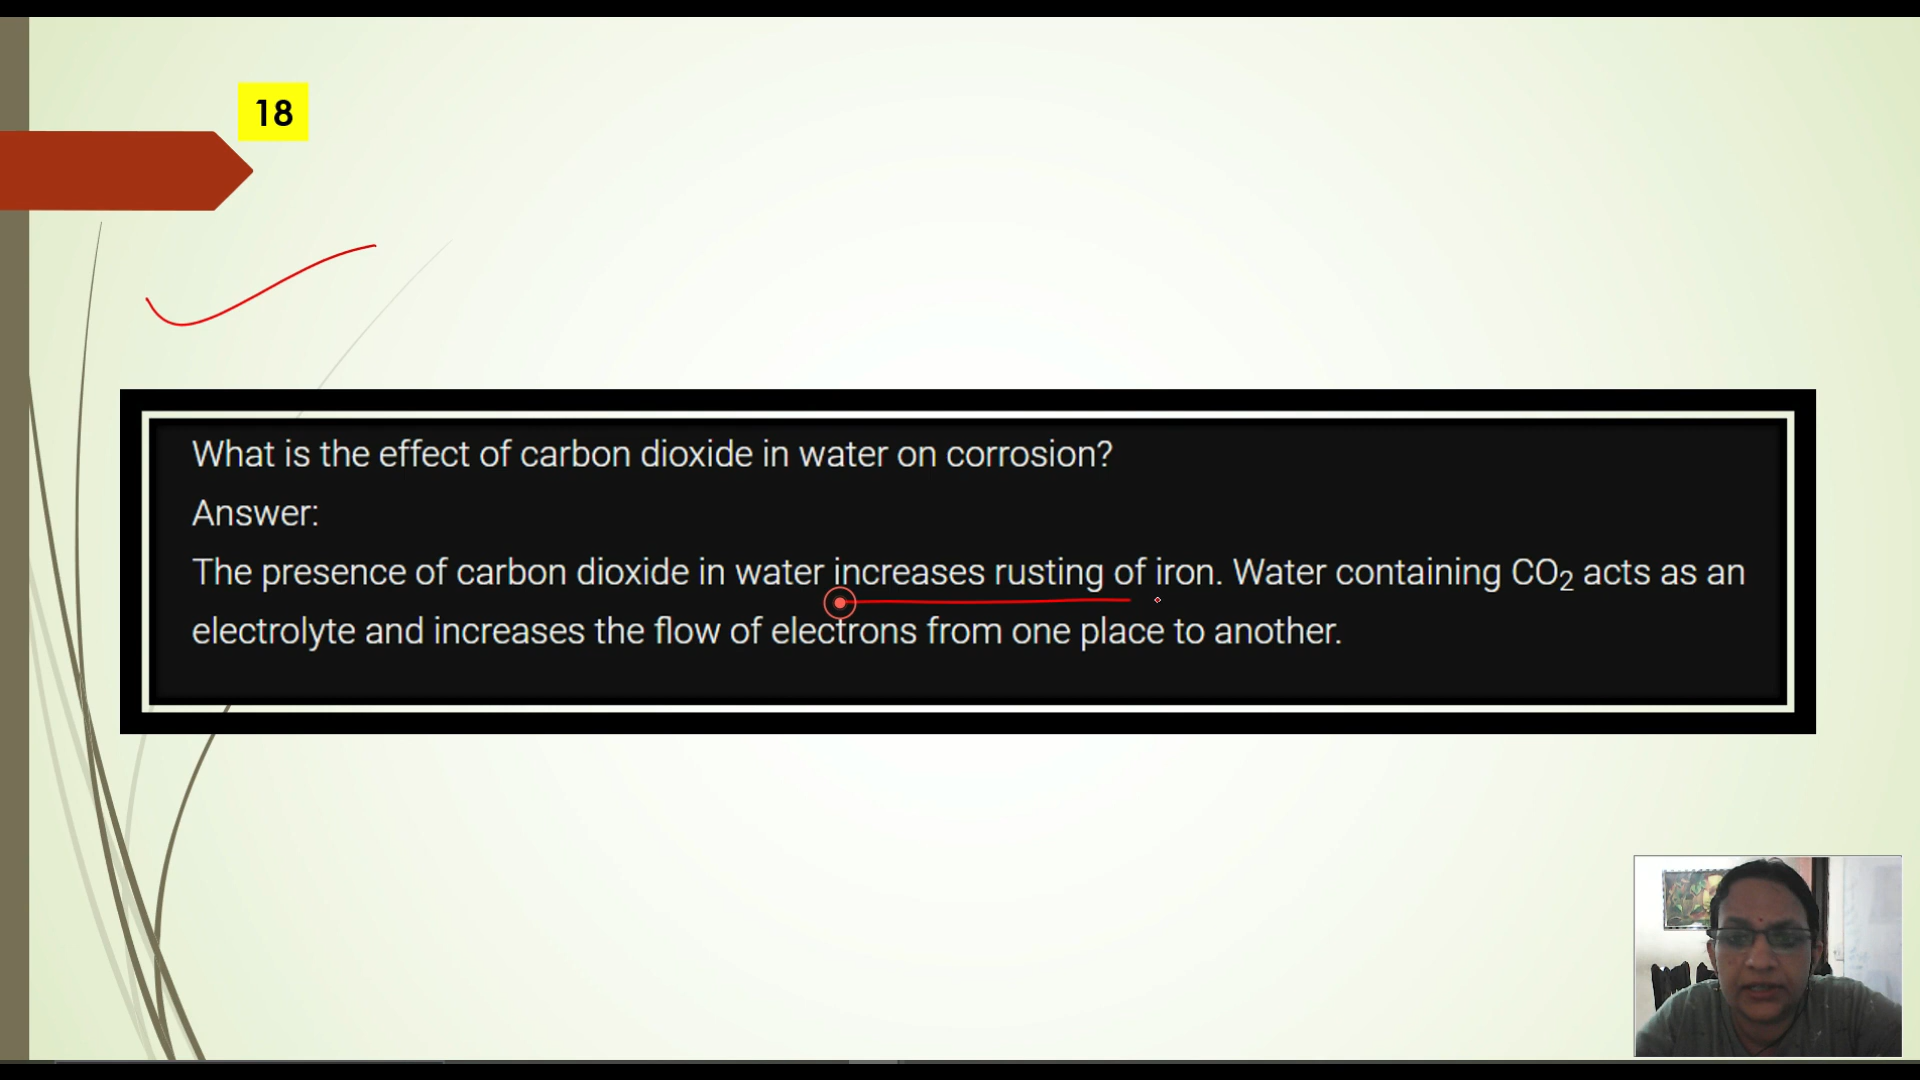 18
What is the effect of carbon dioxide in water on corrosion?
Answer:
The presence of carbon dioxide in water increases rusting of iron. Water containing CO₂ acts as an
electrolyte and increases the flow of electrons from one place to another.